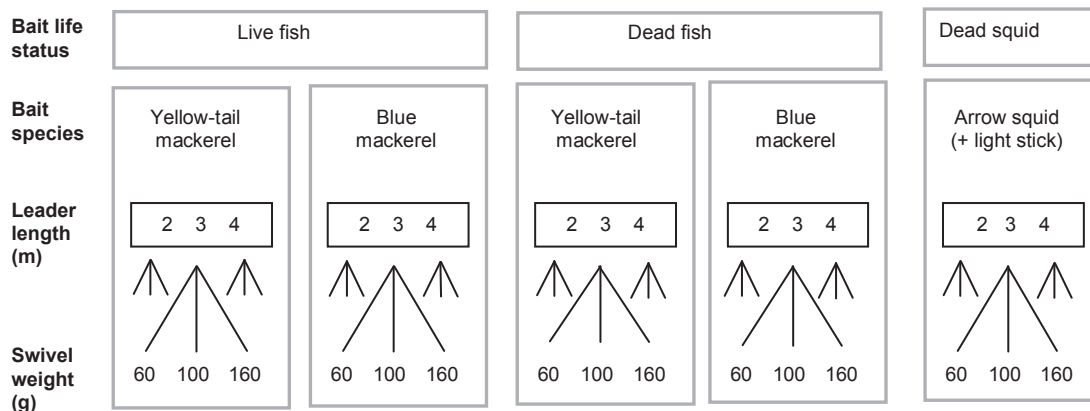 Bait life status
Live fish
Dead fish
Dead squid
Bait species
Yellow-tail mackerel
Blue mackerel
Yellow-tail mackerel
Blue mackerel
Arrow squid (+ light stick)
Leader length (m)
2 3 4
2 3 4
2 3 4
2 3 4
2 3 4
Swivel weight (g)
60 100 160
60 100 160
60 100 160
60 100 160
60 100 160